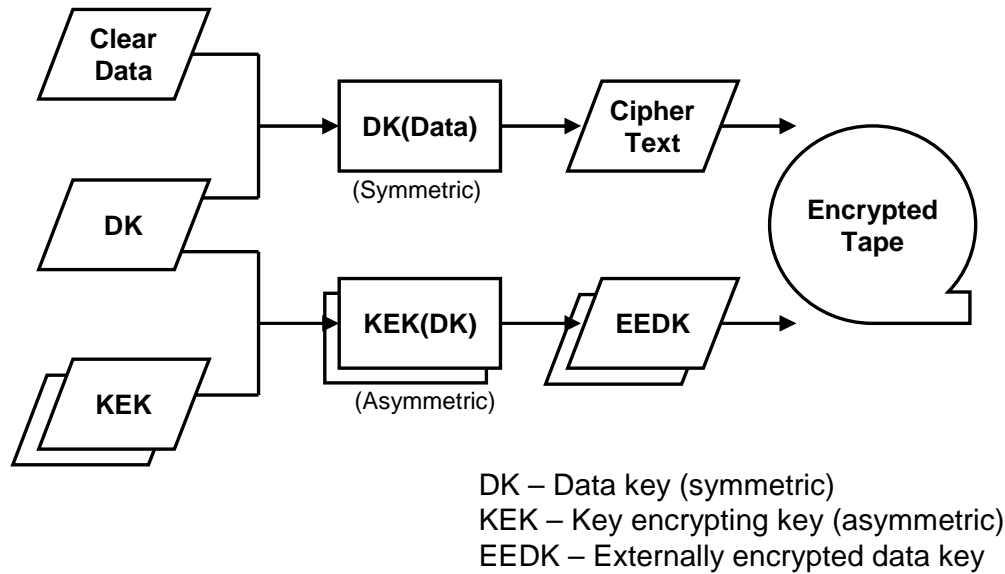 Clear
Data
DK(Data)
(Symmetric)
Cipher
Text
DK
Encrypted
Tape
KEK(DK)
(Asymmetric)
EEDK
KEK
DK – Data key (symmetric)
KEK – Key encrypting key (asymmetric)
EEDK – Externally encrypted data key